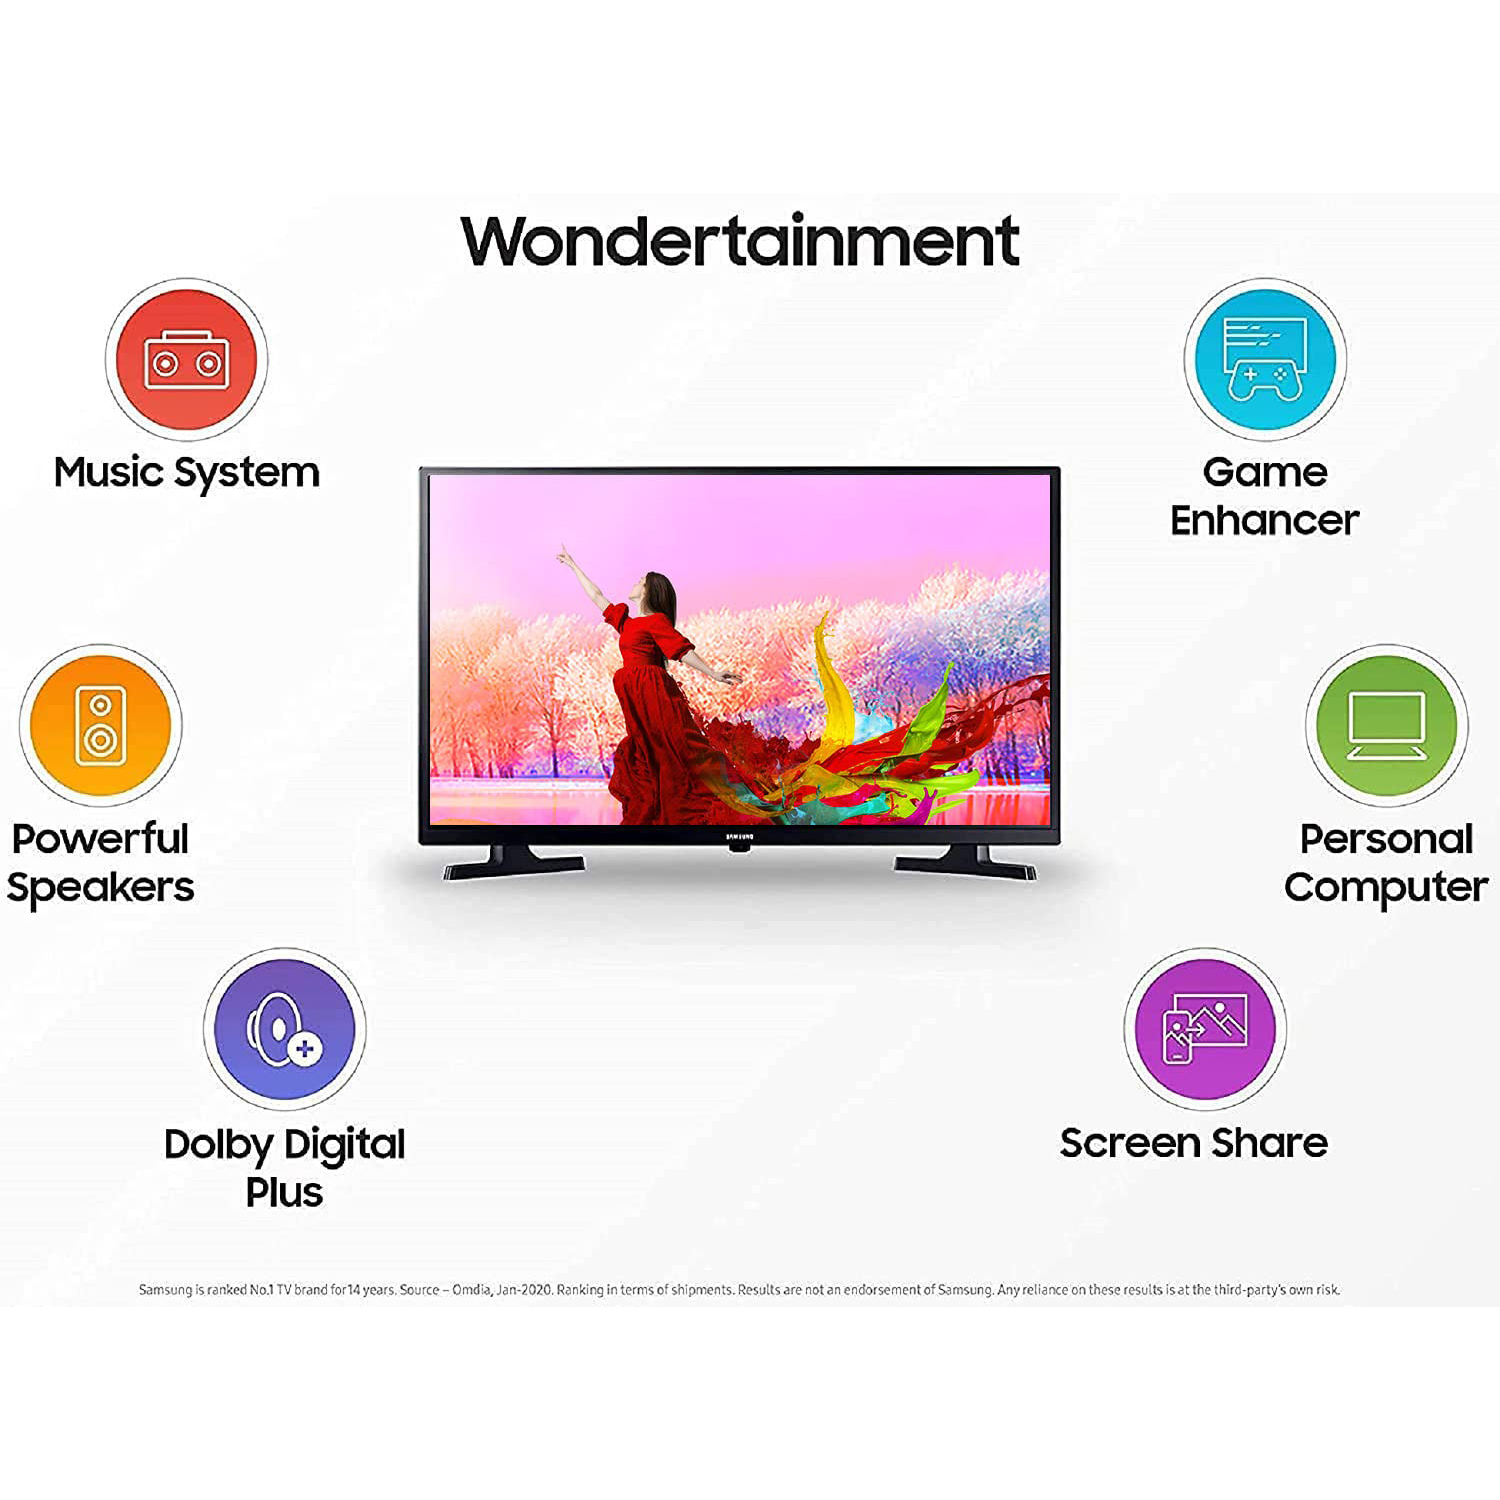 Wondertainment
Music System
Game
Enhancer
Powerful
Speakers
Personal
Computer
SAMSUNG
Dolby Digital
Plus
Screen Share
Samsung is ranked No.1 TV brand for 14 years. Source – Omdia, Jan-2020. Ranking in terms of shipments. Results are not an endorsement of Samsung. Any reliance on these results is at the third-party's own risk.